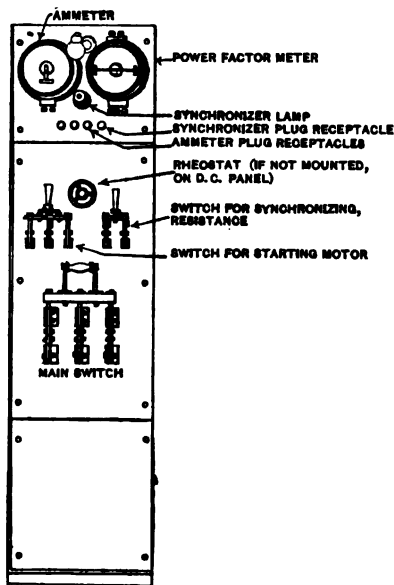 AMMETER
POWER FACTOR METER
SYNCHRONIZER LAMP
SYNCHRONIZER PLUG RECEPTACLE
AMMETER PLUG RECEPTACLES
RHEOSTAT (IF NOT MOUNTED,
ON D.C. PANEL)
SWITCH FOR SYNCHRONIZING,
RESISTANCE
SWITCH FOR STARTING MOTOR
MAIN SWITCH